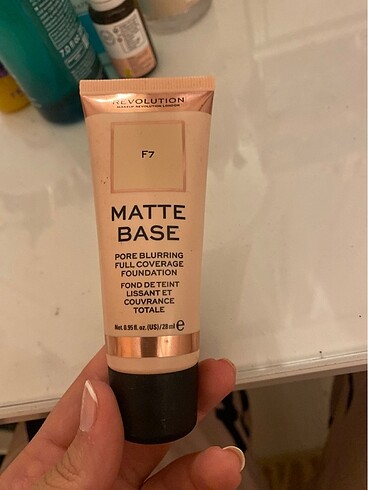 REVOLUTION
MAKEUP REVOLUTION LONDON
F7
MATTE
BASE
PORE BLURRING
FULL COVERAGE
FOUNDATION
FOND DE TEINT
LISSANT ET
COUVRANCE
TOTALE
Net. 0.95 fl. oz. (US)/28 ml ℮